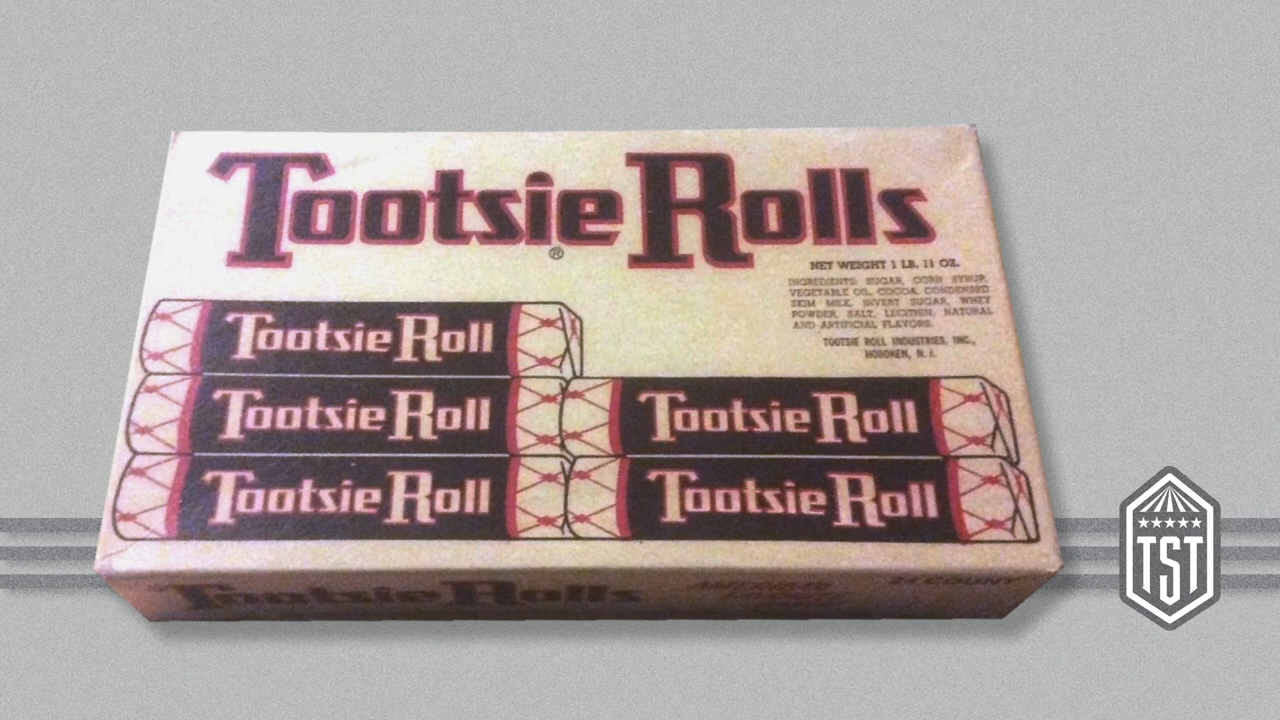 Tootsie Rolls
®
NET WEIGHT 1 LB. 11 OZ.
INGREDIENTS: SUGAR, CORN SYRUP,
VEGETABLE OIL, COCOA, CONDENSED
SKIM MILK, INVERT SUGAR, WHEY
POWDER, SALT, LECITHIN, NATURAL
AND ARTIFICIAL FLAVORS.
TOOTSIE ROLL INDUSTRIES, INC.,
HOBOKEN, N. J.
Tootsie Roll
Tootsie Roll
Tootsie Roll
Tootsie Roll
Tootsie Roll
Tootsie Rolls
24 COUNT
TST